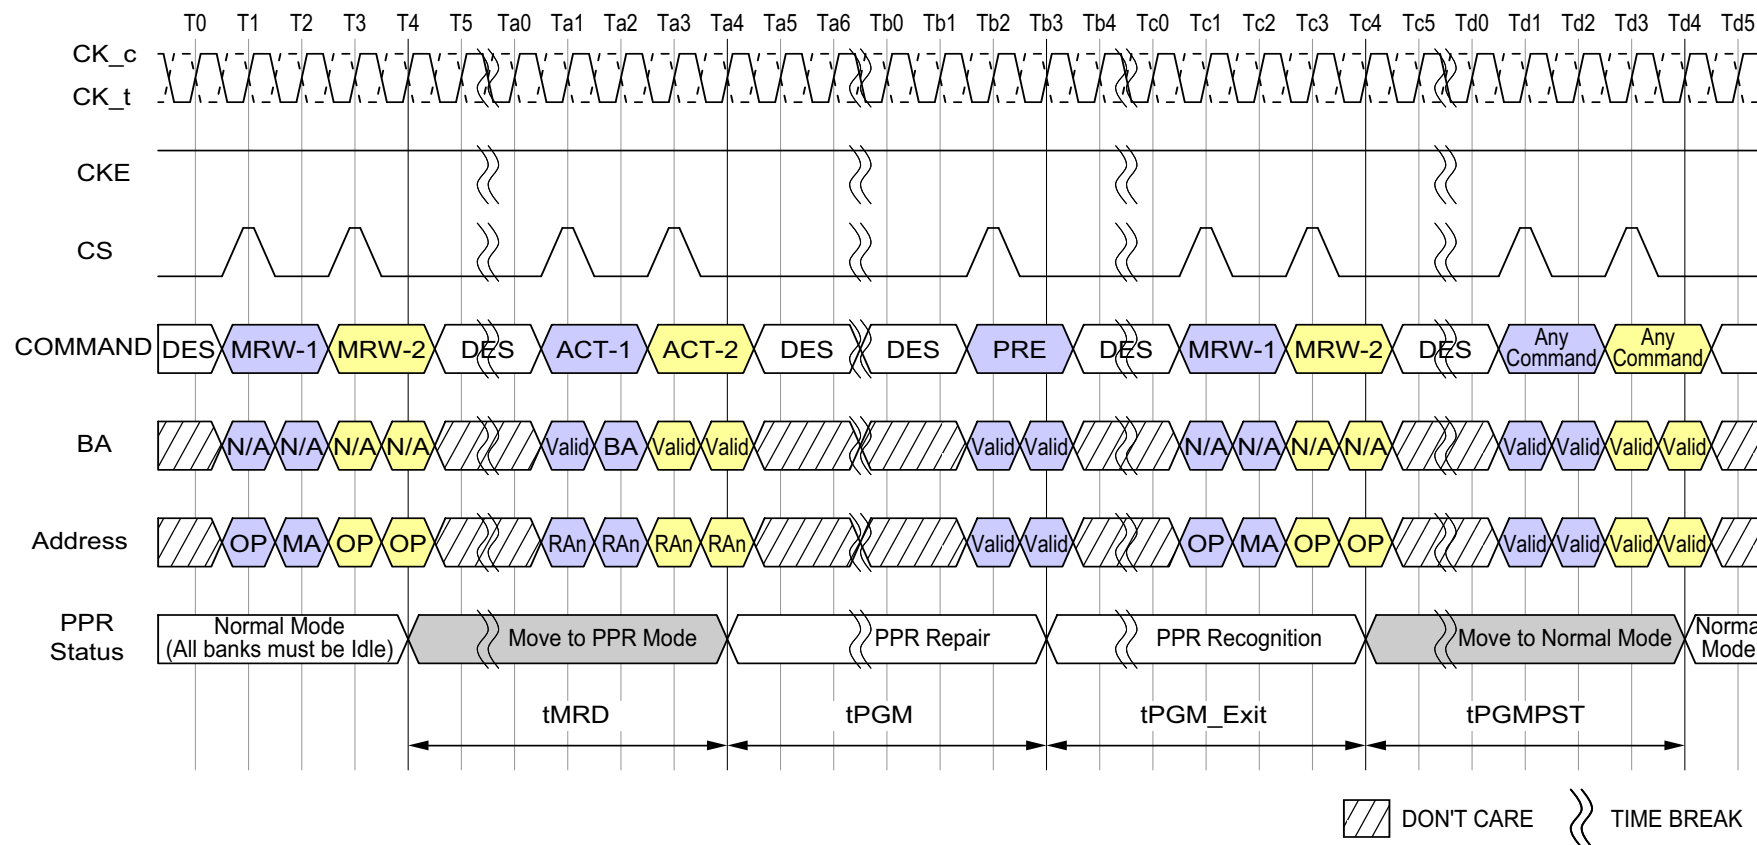 T0 T1 T2 T3 T4 T5 Ta0 Ta1 Ta2 Ta3 Ta4 Ta5 Ta6 Tb0 Tb1 Tb2 Tb3 Tb4 Tc0 Tc1 Tc2 Tc3 Tc4 Tc5 Td0 Td1 Td2 Td3 Td4 Td5
CK_c
CK_t
CKE
CS
COMMAND DES MRW-1 MRW-2 DES ACT-1 ACT-2 DES DES PRE DES MRW-1 MRW-2 DES Any Command Any Command
BA N/A N/A N/A N/A Valid BA Valid Valid Valid Valid N/A N/A N/A N/A Valid Valid Valid Valid
Address OP MA OP OP RAn RAn RAn RAn Valid Valid OP MA OP OP Valid Valid Valid Valid
PPR Status
Normal Mode
(All banks must be Idle)
Move to PPR Mode
PPR Repair
PPR Recognition
Move to Normal Mode
Norma
Mode
tMRD tPGM tPGM_Exit tPGMPST
DON'T CARE TIME BREAK